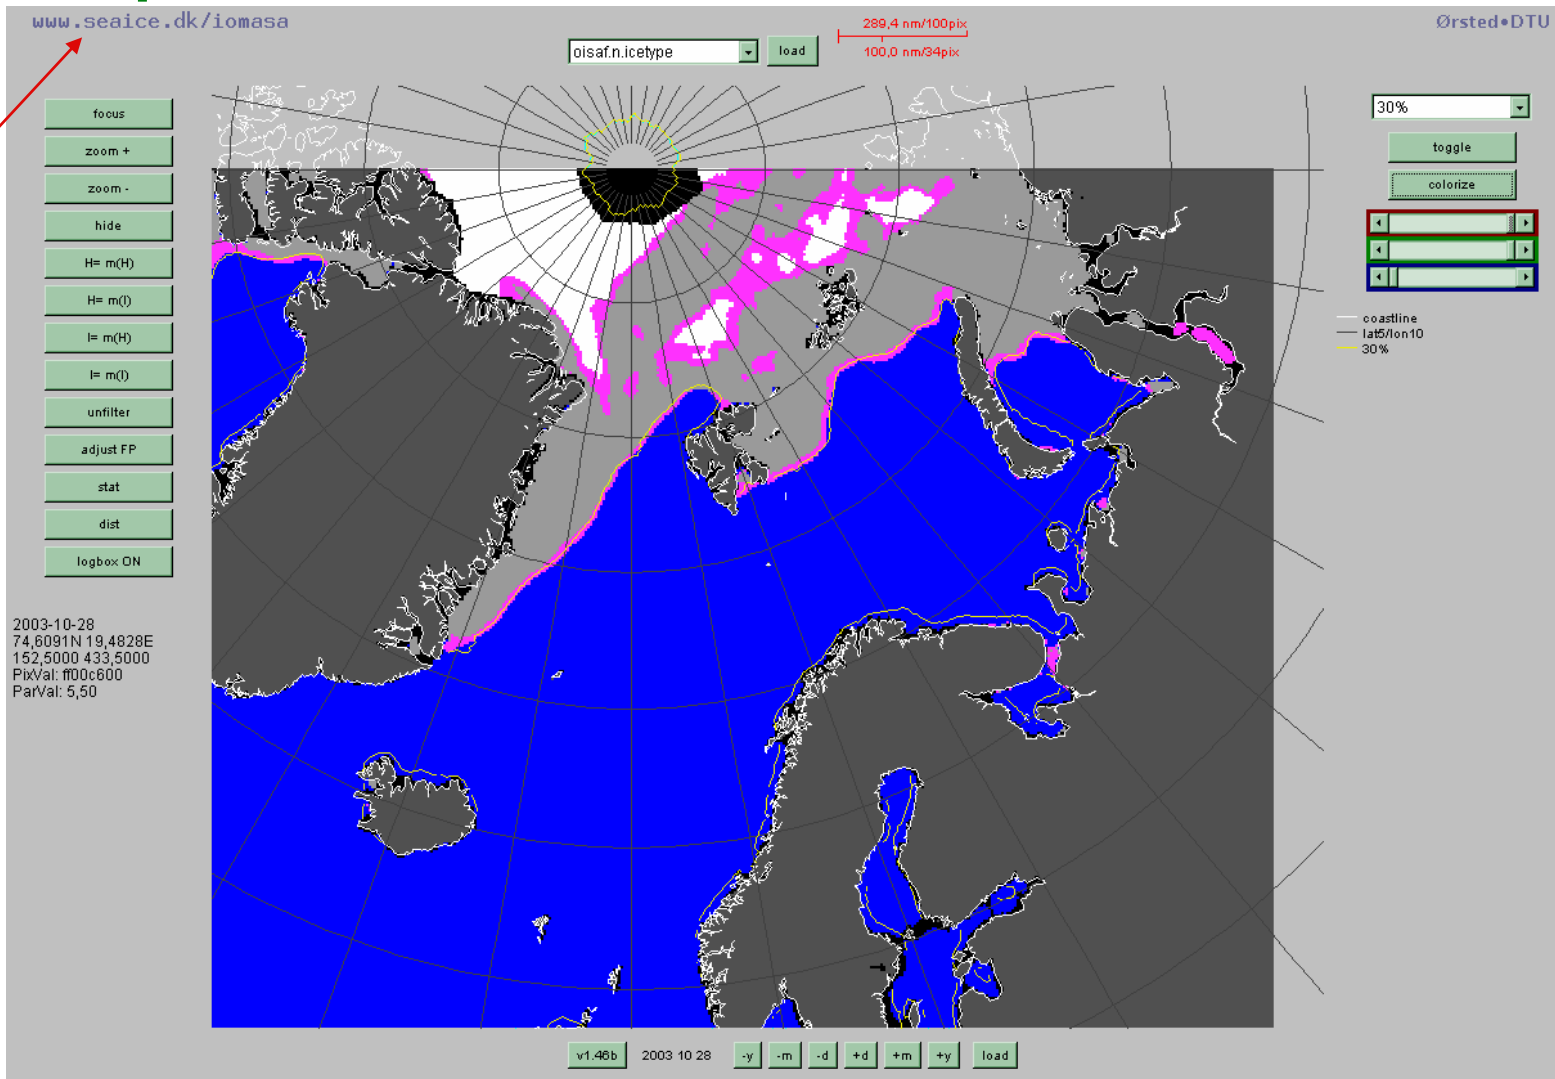 www.seaice.dk/iomasa
289,4 nm/100pix
Ørsted•DTU
oisaf.n.icetype
load
100,0 nm/34pix
focus
zoom +
zoom -
hide
H= m(H)
H= m(I)
I= m(H)
I= m(I)
unfilter
adjust FP
stat
dist
logbox ON
30%
toggle
colorize
coastline
lat5/lon10
30%
2003-10-28
74,6091N 19,4828E
152,5000 433,5000
PixVal: ff00c600
ParVal: 5,50
v1.46b
2003 10 28
-y
-m
-d
+d
+m
+y
load